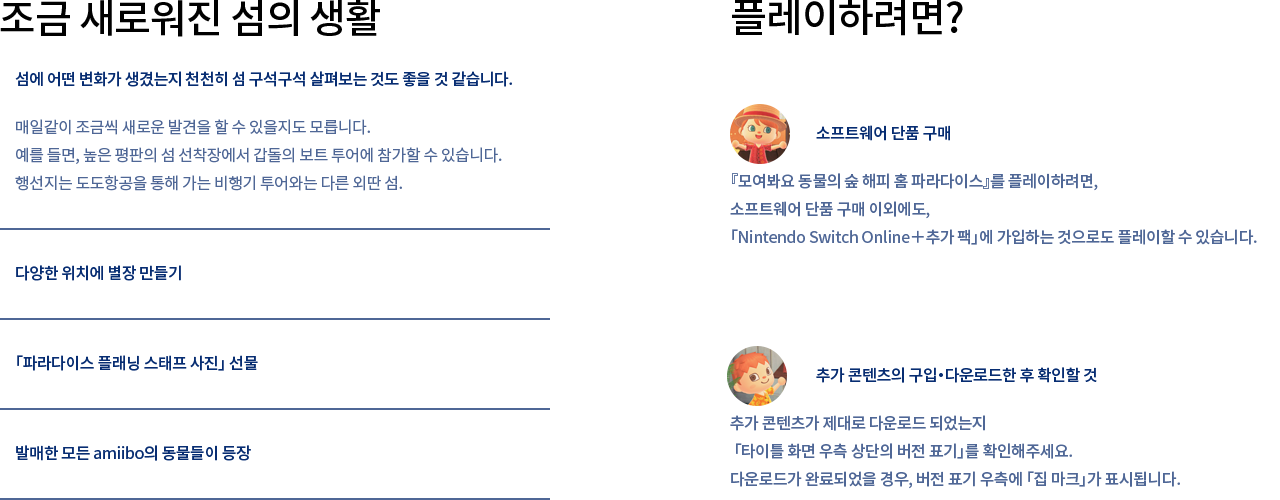 조금 새로워진 섬의 생활
섬에 어떤 변화가 생겼는지 천천히 섬 구석구석 살펴보는 것도 좋을 것 같습니다.
매일같이 조금씩 새로운 발견을 할 수 있을지도 모릅니다.
예를 들면, 높은 평판의 섬 선착장에서 갑돌의 보트 투어에 참가할 수 있습니다.
행선지는 도도항공을 통해 가는 비행기 투어와는 다른 외딴 섬.
다양한 위치에 별장 만들기
「파라다이스 플래닝 스태프 사진」 선물
발매한 모든 amiibo의 동물들이 등장
플레이하려면?
소프트웨어 단품 구매
『모여봐요 동물의 숲 해피 홈 파라다이스』를 플레이하려면,
소프트웨어 단품 구매 이외에도,
「Nintendo Switch Online＋추가 팩」에 가입하는 것으로도 플레이할 수 있습니다.
추가 콘텐츠의 구입•다운로드한 후 확인할 것
추가 콘텐츠가 제대로 다운로드 되었는지
「타이틀 화면 우측 상단의 버전 표기」를 확인해주세요.
다운로드가 완료되었을 경우, 버전 표기 우측에 「집 마크」가 표시됩니다.